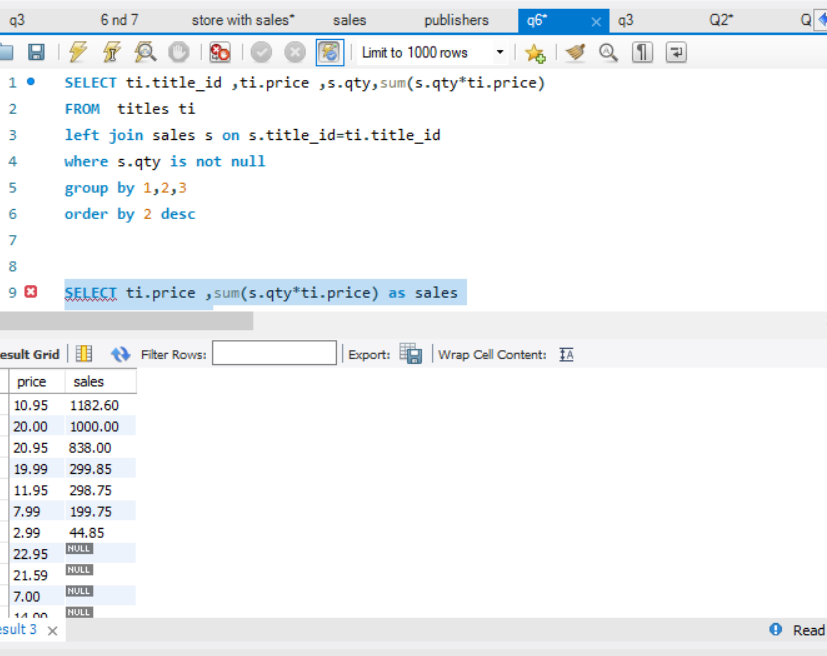 q3 6 nd 7 store with sales* sales publishers q6* q3 Q2* Q
Limit to 1000 rows
1 SELECT ti.title_id ,ti.price ,s.qty,sum(s.qty*ti.price)
2 FROM titles ti
3 left join sales s on s.title_id=ti.title_id
4 where s.qty is not null
5 group by 1,2,3
6 order by 2 desc
7
8
9 SELECT ti.price ,sum(s.qty*ti.price) as sales
esult Grid Filter Rows: Export: Wrap Cell Content: IA
price sales
10.95 1182.60
20.00 1000.00
20.95 838.00
19.99 299.85
11.95 298.75
7.99 199.75
2.99 44.85
22.95 NULL
21.59 NULL
7.00 NULL
14.00 NULL
esult 3 Read